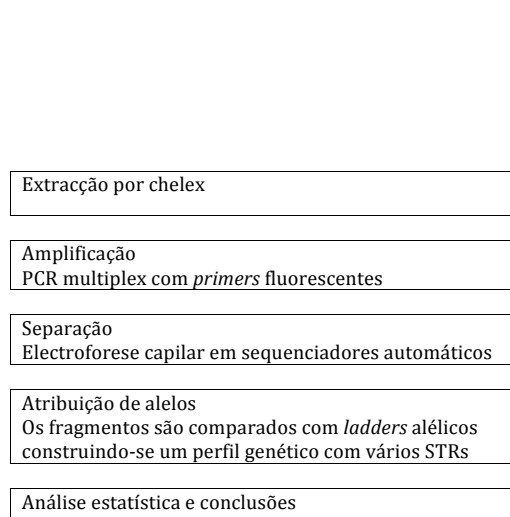 Extracção por chelex
Amplificação
PCR multiplex com primers fluorescentes
Separação
Electroforese capilar em sequenciadores automáticos
Atribuição de alelos
Os fragmentos são comparados com ladders alélicos
construindo-se um perfil genético com vários STRs
Análise estatística e conclusões